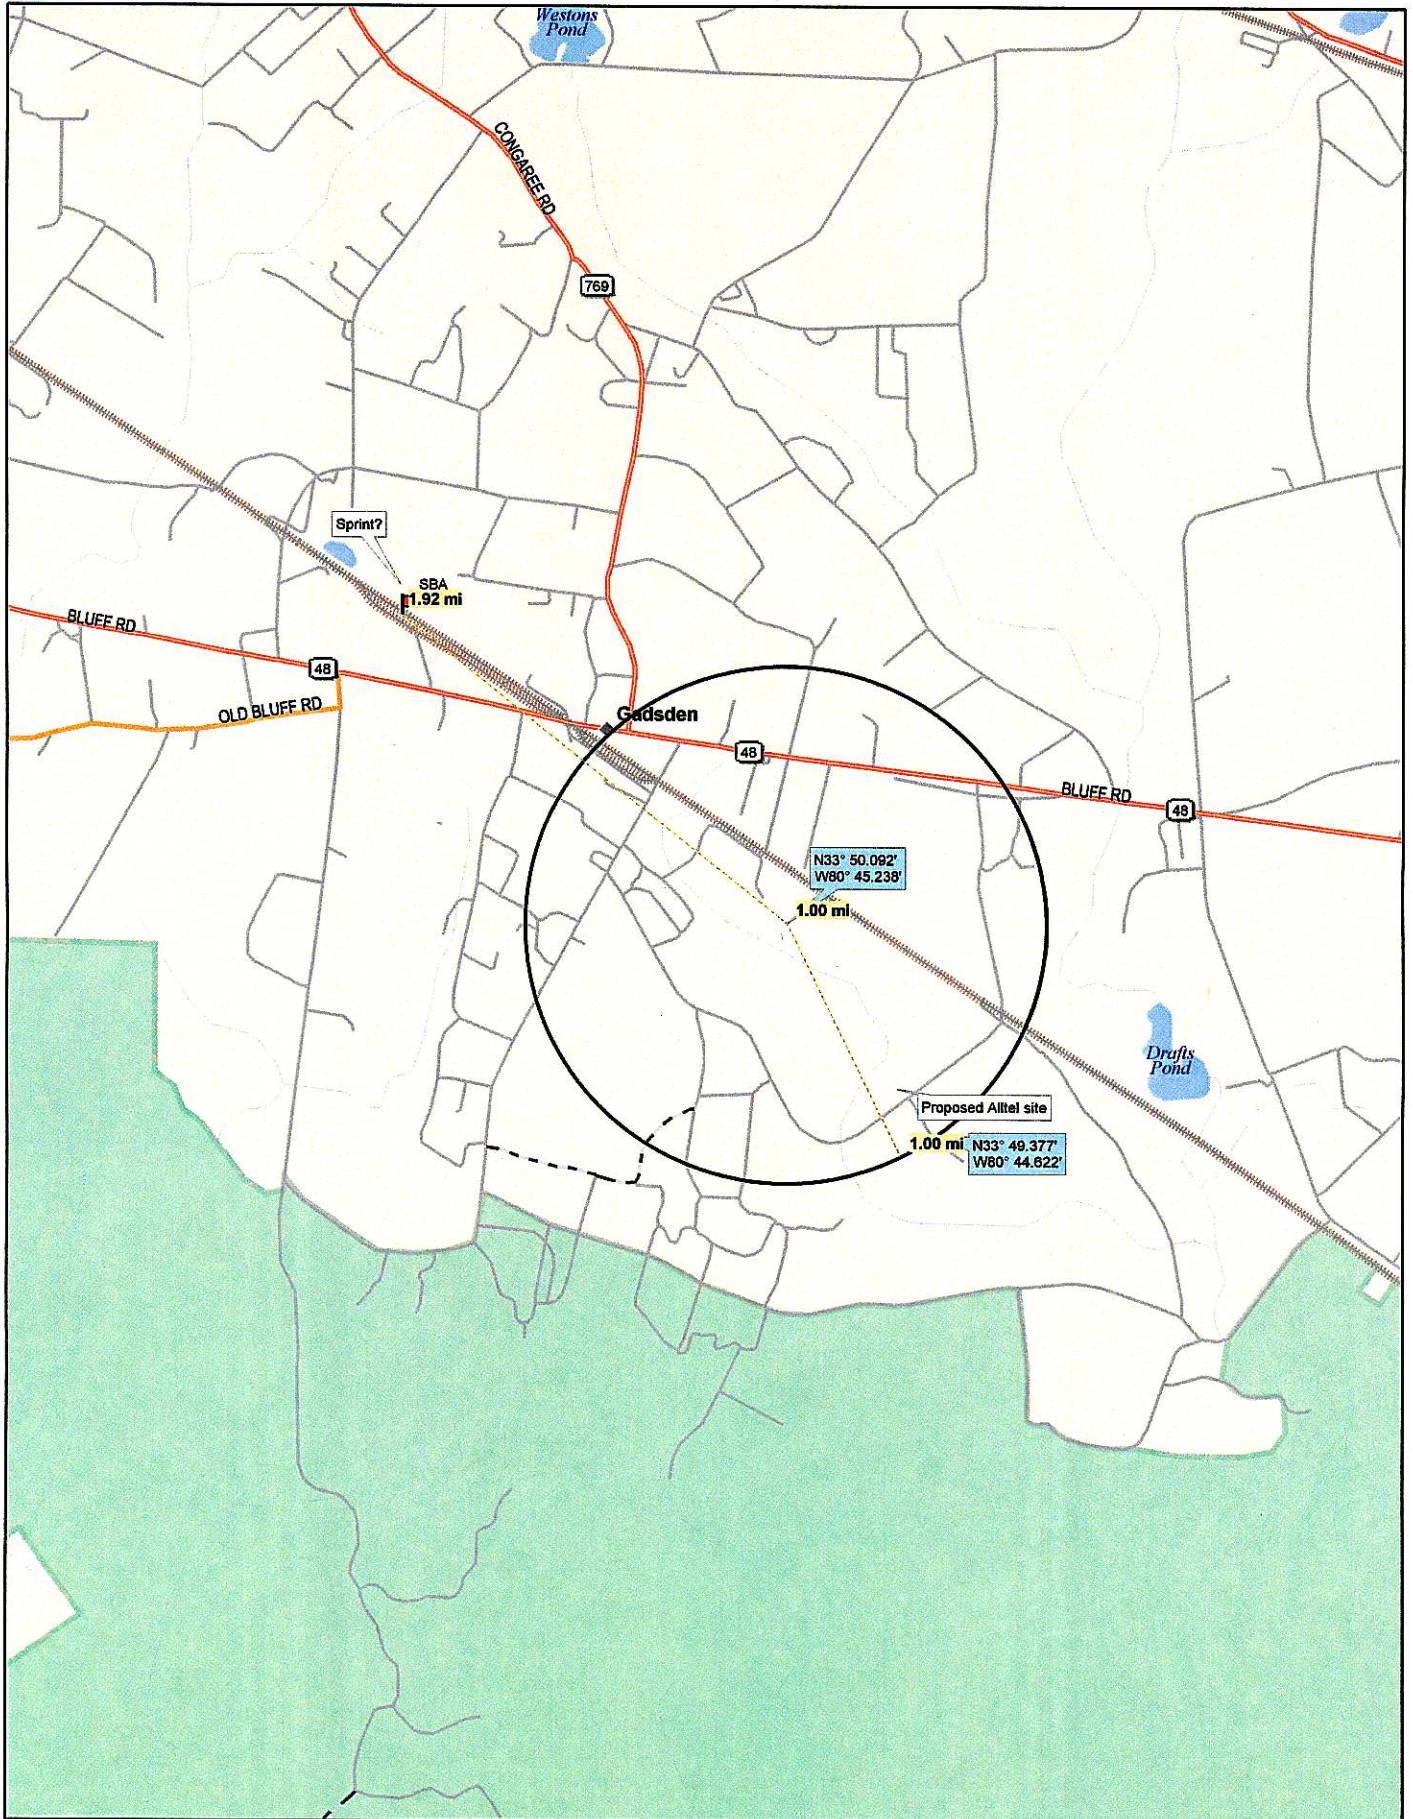 Westons
Pond
CONGAREE RD
769
Sprint?
SBA
1.92 mi
BLUFF RD
48
OLD BLUFF RD
Gadsden
48
BLUFF RD
48
N33° 50.092'
W80° 45.238'
1.00 mi
Drafts
Pond
Proposed Alltel site
1.00 mi
N33° 49.377'
W80° 44.622'